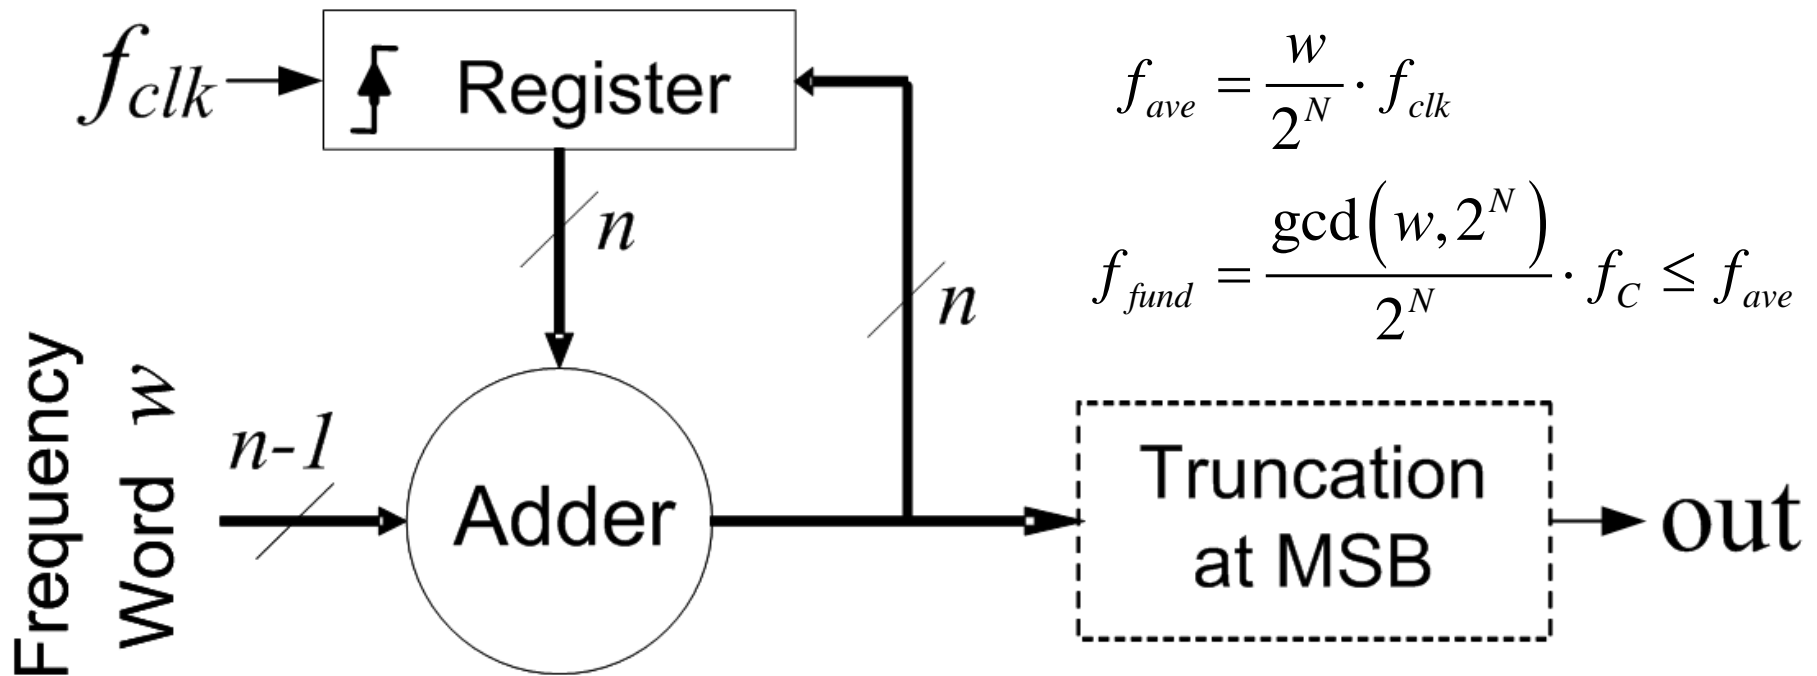 f_clk
Register
n
n
Frequency
Word w
n-1
Adder
Truncation
at MSB
out
f_ave = w / 2^N · f_clk
f_fund = gcd(w, 2^N) / 2^N · f_C ≤ f_ave